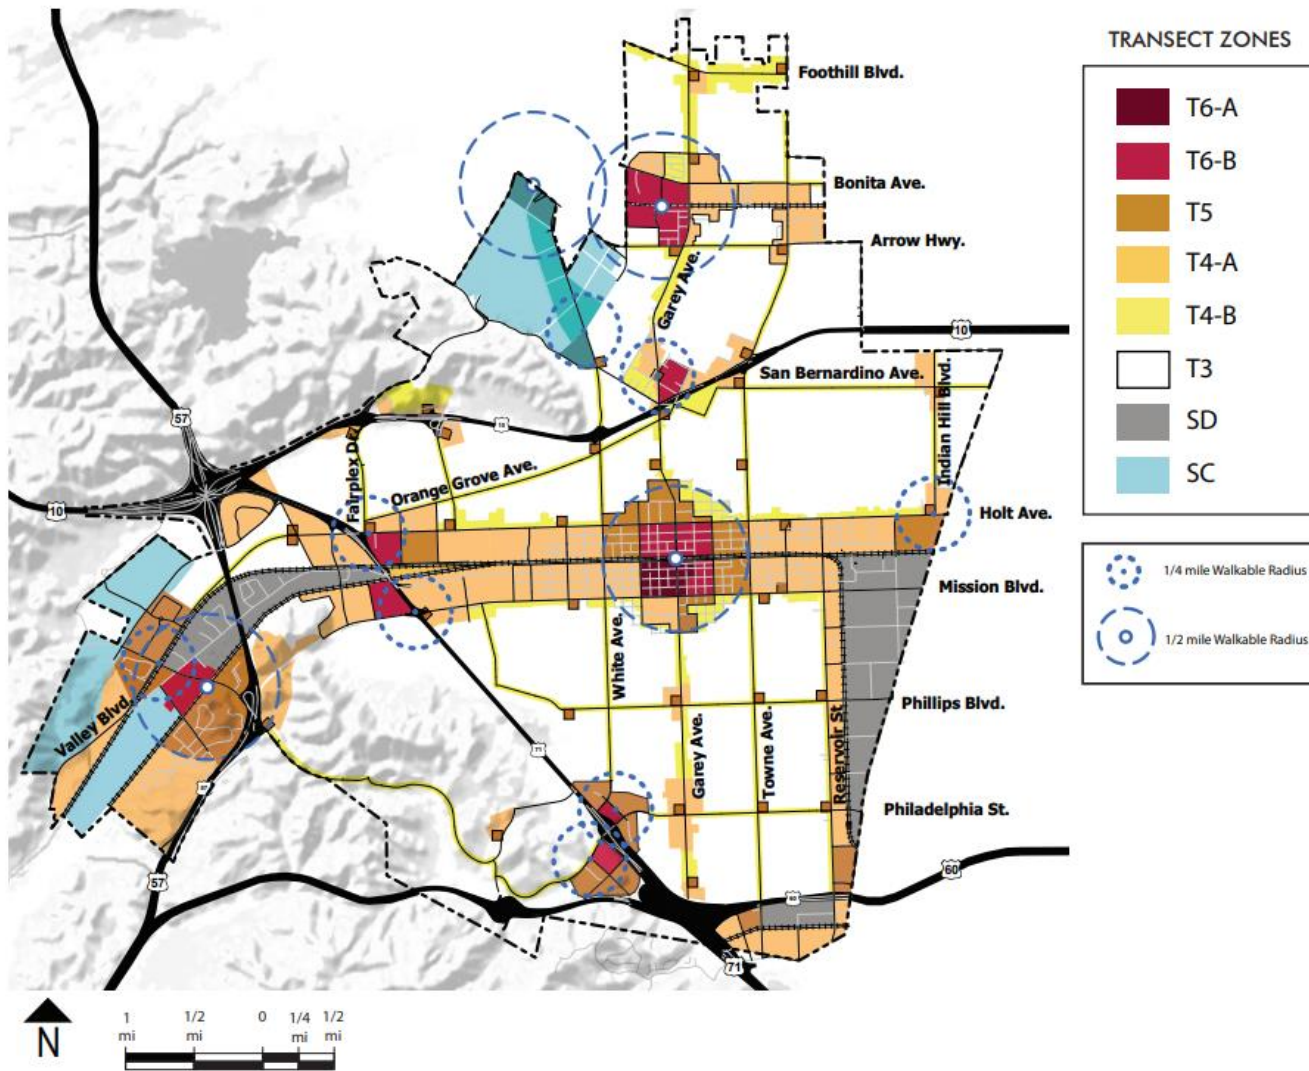 TRANSECT ZONES
T6-A
T6-B
T5
T4-A
T4-B
T3
SD
SC
1/4 mile Walkable Radius
1/2 mile Walkable Radius
Foothill Blvd.
Bonita Ave.
Arrow Hwy.
Garey Ave.
10
San Bernardino Ave.
Indian Hill Blvd.
57
10
Fairplex Dr.
Orange Grove Ave.
10
Holt Ave.
Mission Blvd.
White Ave.
Valley Blvd.
Phillips Blvd.
71
Garey Ave.
Towne Ave.
Reservoir St.
57
Philadelphia St.
57
60
60
71
N
1 mi
1/2 mi
0
1/4 mi
1/2 mi